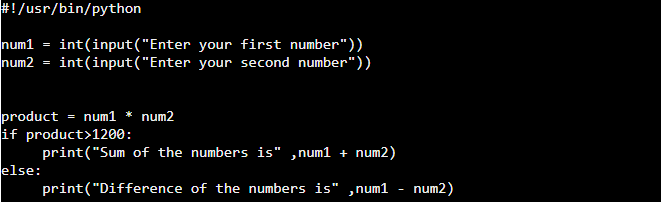 #!/usr/bin/python
num1 = int(input("Enter your first number"))
num2 = int(input("Enter your second number"))
product = num1 * num2
if product>1200:
     print("Sum of the numbers is" ,num1 + num2)
else:
     print("Difference of the numbers is" ,num1 - num2)